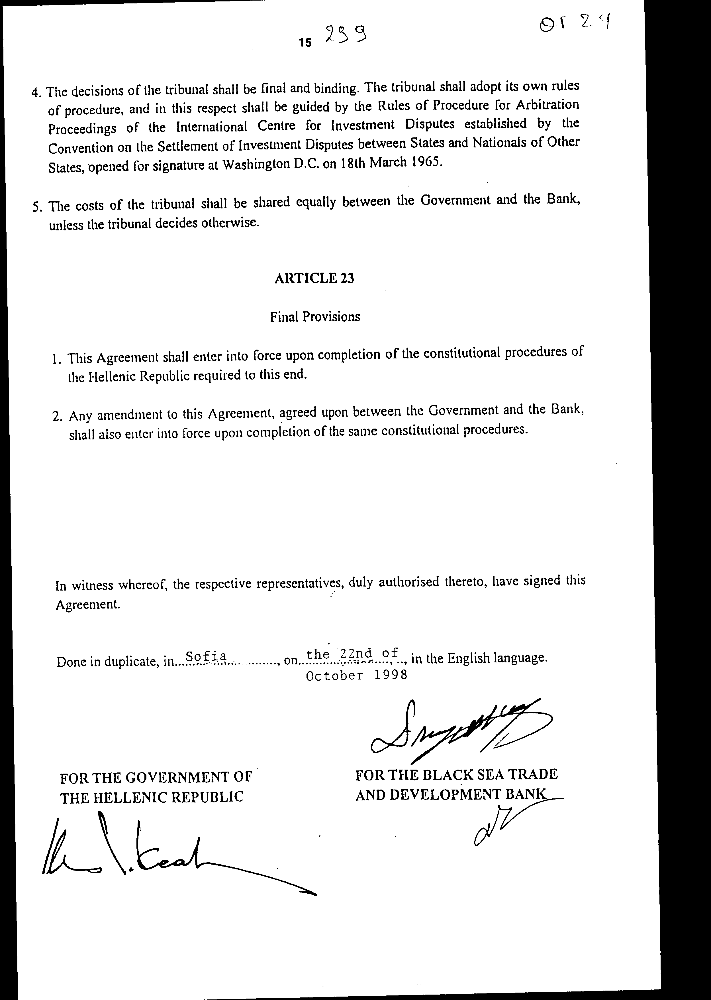 15 299
4. The decisions of the tribunal shall be final and binding. The tribunal shall adopt its own rules
of procedure, and in this respect shall be guided by the Rules of Procedure for Arbitration
Proceedings of the International Centre for Investment Disputes established by the
Convention on the Settlement of Investment Disputes between States and Nationals of Other
States, opened for signature at Washington D.C. on 18th March 1965.
5. The costs of the tribunal shall be shared equally between the Government and the Bank,
unless the tribunal decides otherwise.
ARTICLE 23
Final Provisions
1. This Agreement shall enter into force upon completion of the constitutional procedures of
the Hellenic Republic required to this end.
2. Any amendment to this Agreement, agreed upon between the Government and the Bank,
shall also enter into force upon completion of the same constitutional procedures.
In witness whereof, the respective representatives, duly authorised thereto, have signed this
Agreement.
Done in duplicate, in Sofia, on the 22nd of, in the English language.
October 1998
FOR THE GOVERNMENT OF
THE HELLENIC REPUBLIC
FOR THE BLACK SEA TRADE
AND DEVELOPMENT BANK